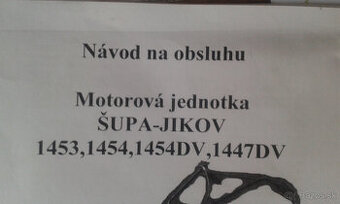 Návod na obsluhu
Motorová jednotka
ŠUPA-JIKOV
1453,1454,1454DV,1447DV